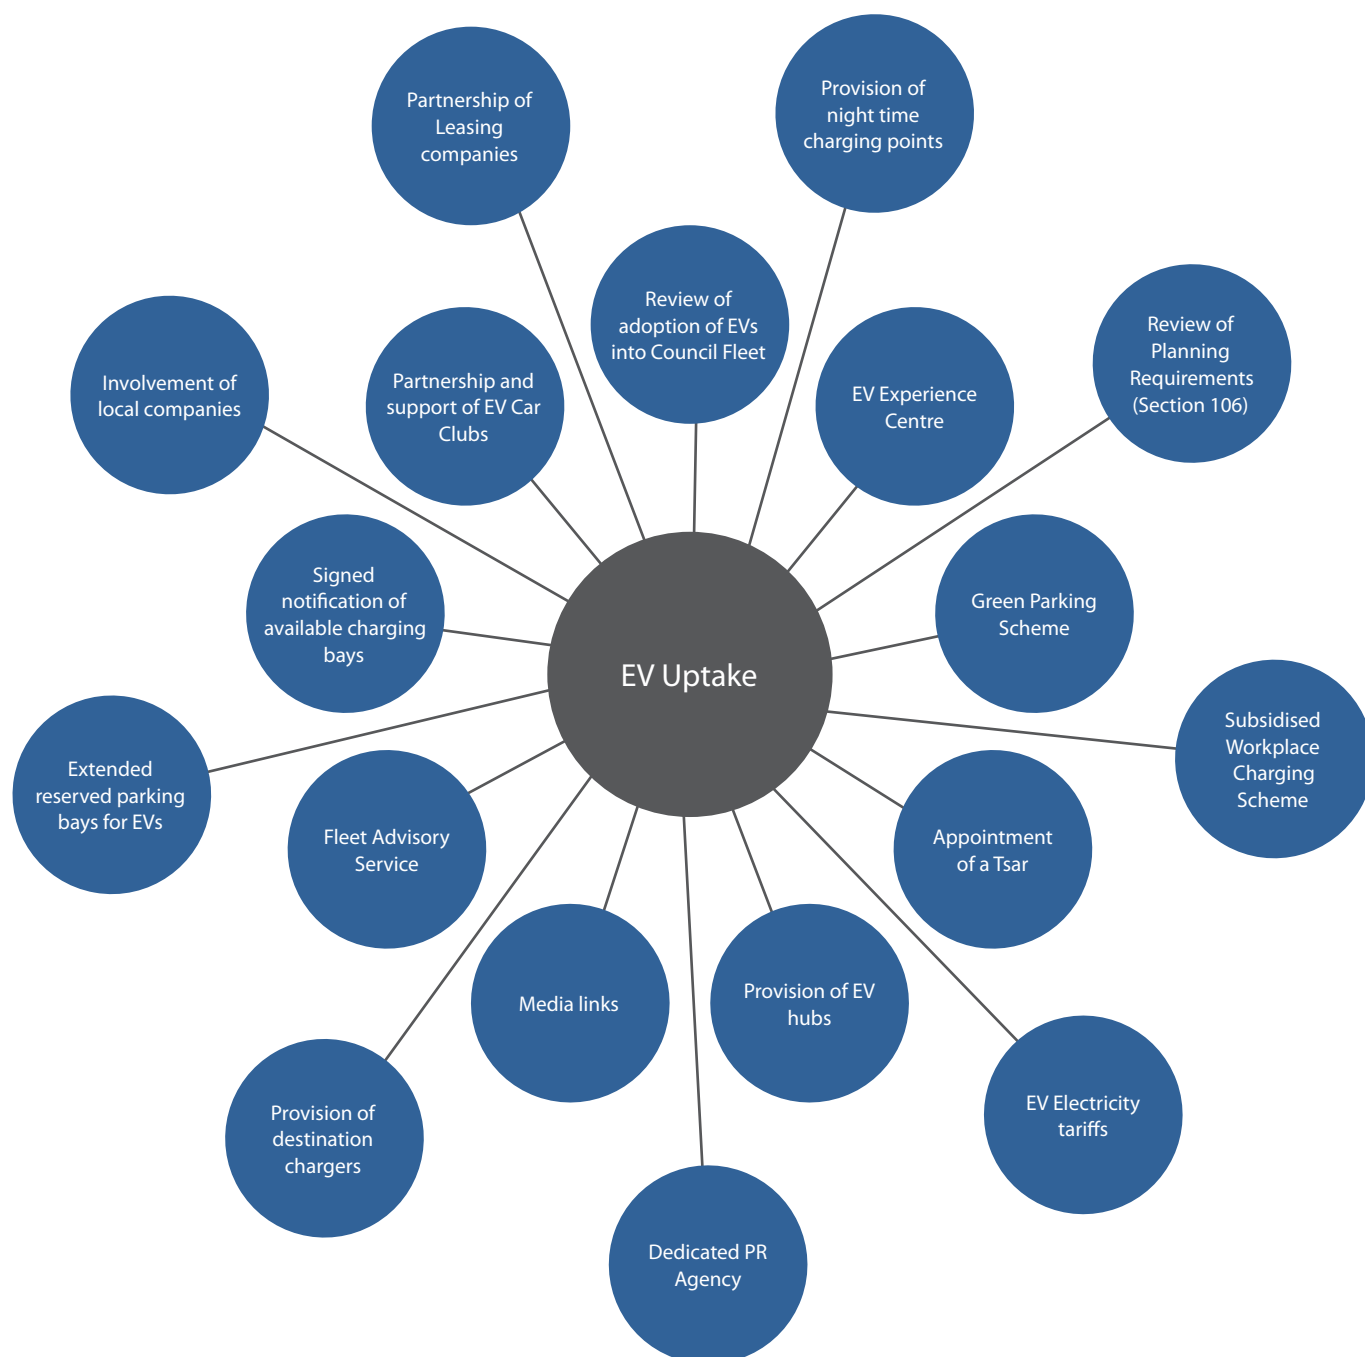 Partnership of
Leasing
companies
Provision of
night time
charging points
Review of
adoption of EVs
into Council Fleet
Review of
Planning
Requirements
(Section 106)
Involvement of
local companies
Partnership and
support of EV Car
Clubs
EV Experience
Centre
Signed
notification of
available charging
bays
Green Parking
Scheme
EV Uptake
Subsidised
Workplace
Charging
Scheme
Extended
reserved parking
bays for EVs
Fleet Advisory
Service
Appointment
of a Tsar
Media links
Provision of EV
hubs
Provision of
destination
chargers
EV Electricity
tariffs
Dedicated PR
Agency